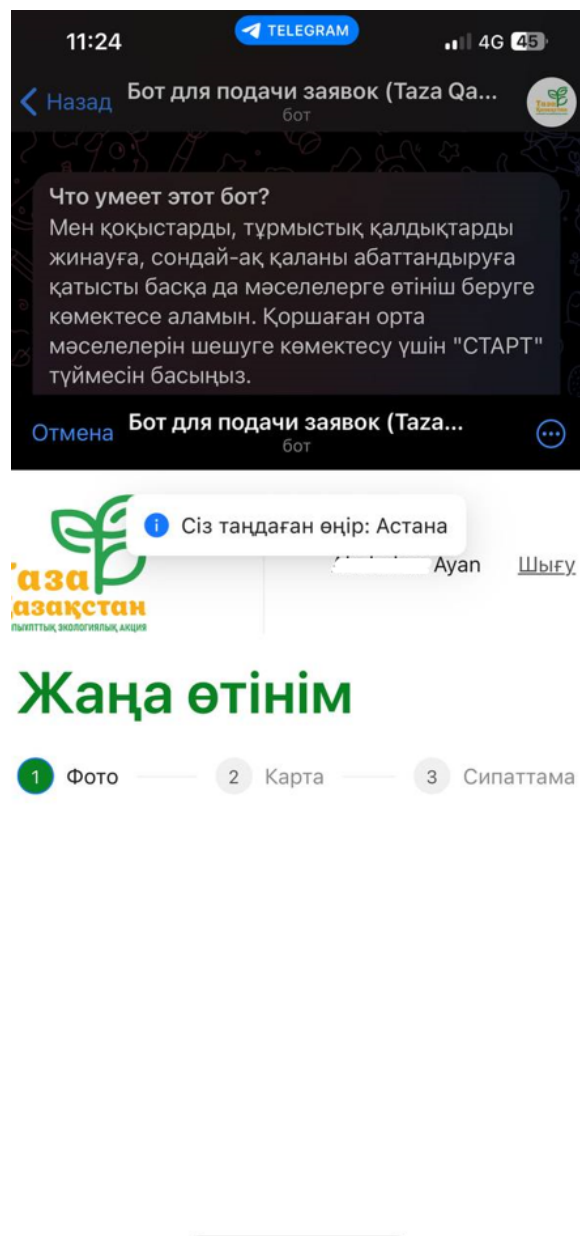 11:24
TELEGRAM
4G 45
Назад
Бот для подачи заявок (Taza Qa...
бот
Что умеет этот бот?
Мен қоқыстарды, тұрмыстық қалдықтарды
жинауға, сондай-ақ қаланы абаттандыруға
қатысты басқа да мәселелерге өтініш беруге
көмектесе аламын. Қоршаған орта
мәселелерін шешуге көмектесу үшін "СТАРТ"
түймесін басыңыз.
Отмена
Бот для подачи заявок (Taza...
бот
Сіз таңдаған өңір: Астана
Ayan Шығу
Жаңа өтінім
1 Фото 2 Карта 3 Сипаттама